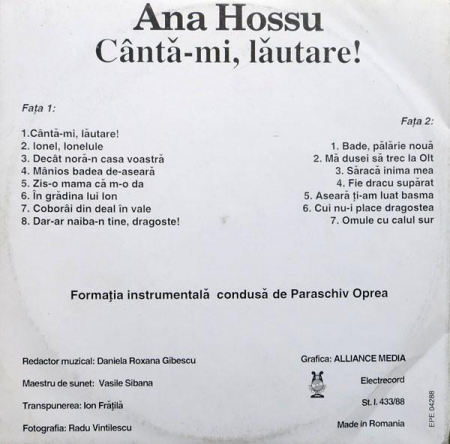 Ana Hossu
Cântă-mi, lăutare!
Fața 1:
1.Cântă-mi, lăutare!
2. Ionel, Ionelule
3. Decât noră-n casa voastră
4. Mânios badea de-aseară
5. Zis-o mama că m-o da
6. În grădina lui Ion
7. Coborâi din deal în vale
8. Dar-ar naiba-n tine, dragoste!
Fața 2:
1. Bade, pălărie nouă
2. Mă dusei să trec la Olt
3. Săracă inima mea
4. Fie dracu supărat
5. Aseară ți-am luat basma
6. Cui nu-i place dragostea
7. Omule cu calul sur
Formația instrumentală condusă de Paraschiv Oprea
Redactor muzical: Daniela Roxana Gibescu
Maestru de sunet: Vasile Sibana
Transpunerea: Ion Frățilă
Fotografia: Radu Vintilescu
Grafica: ALLIANCE MEDIA
Electrecord
St. I. 433/88
Made in Romania
EPE 04288